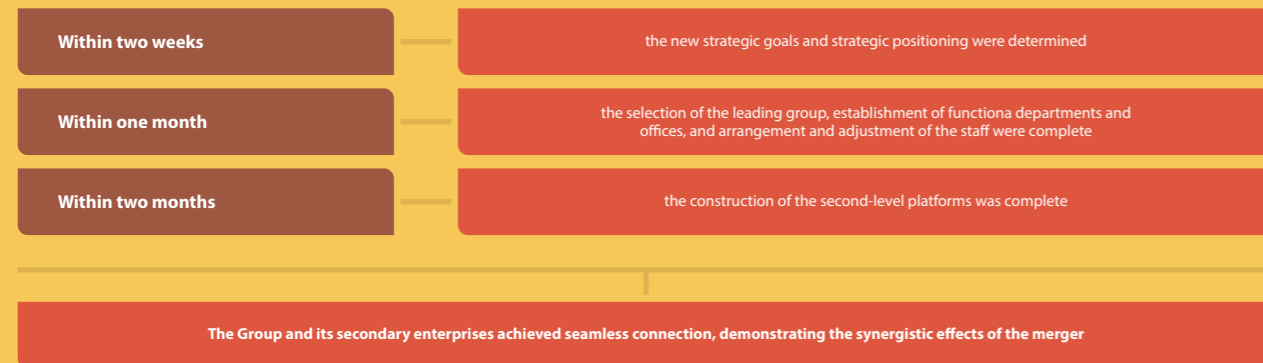 Within two weeks
the new strategic goals and strategic positioning were determined
Within one month
the selection of the leading group, establishment of functiona departments and
offices, and arrangement and adjustment of the staff were complete
Within two months
the construction of the second-level platforms was complete
The Group and its secondary enterprises achieved seamless connection, demonstrating the synergistic effects of the merger